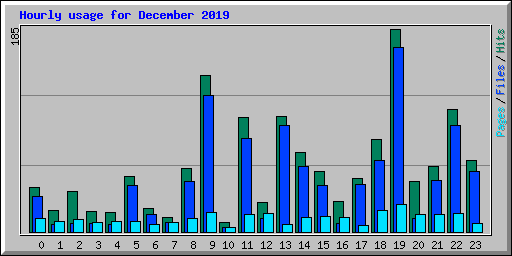 Hourly usage for December 2019
185
Pages/Files/Hits
0 1 2 3 4 5 6 7 8 9 10 11 12 13 14 15 16 17 18 19 20 21 22 23